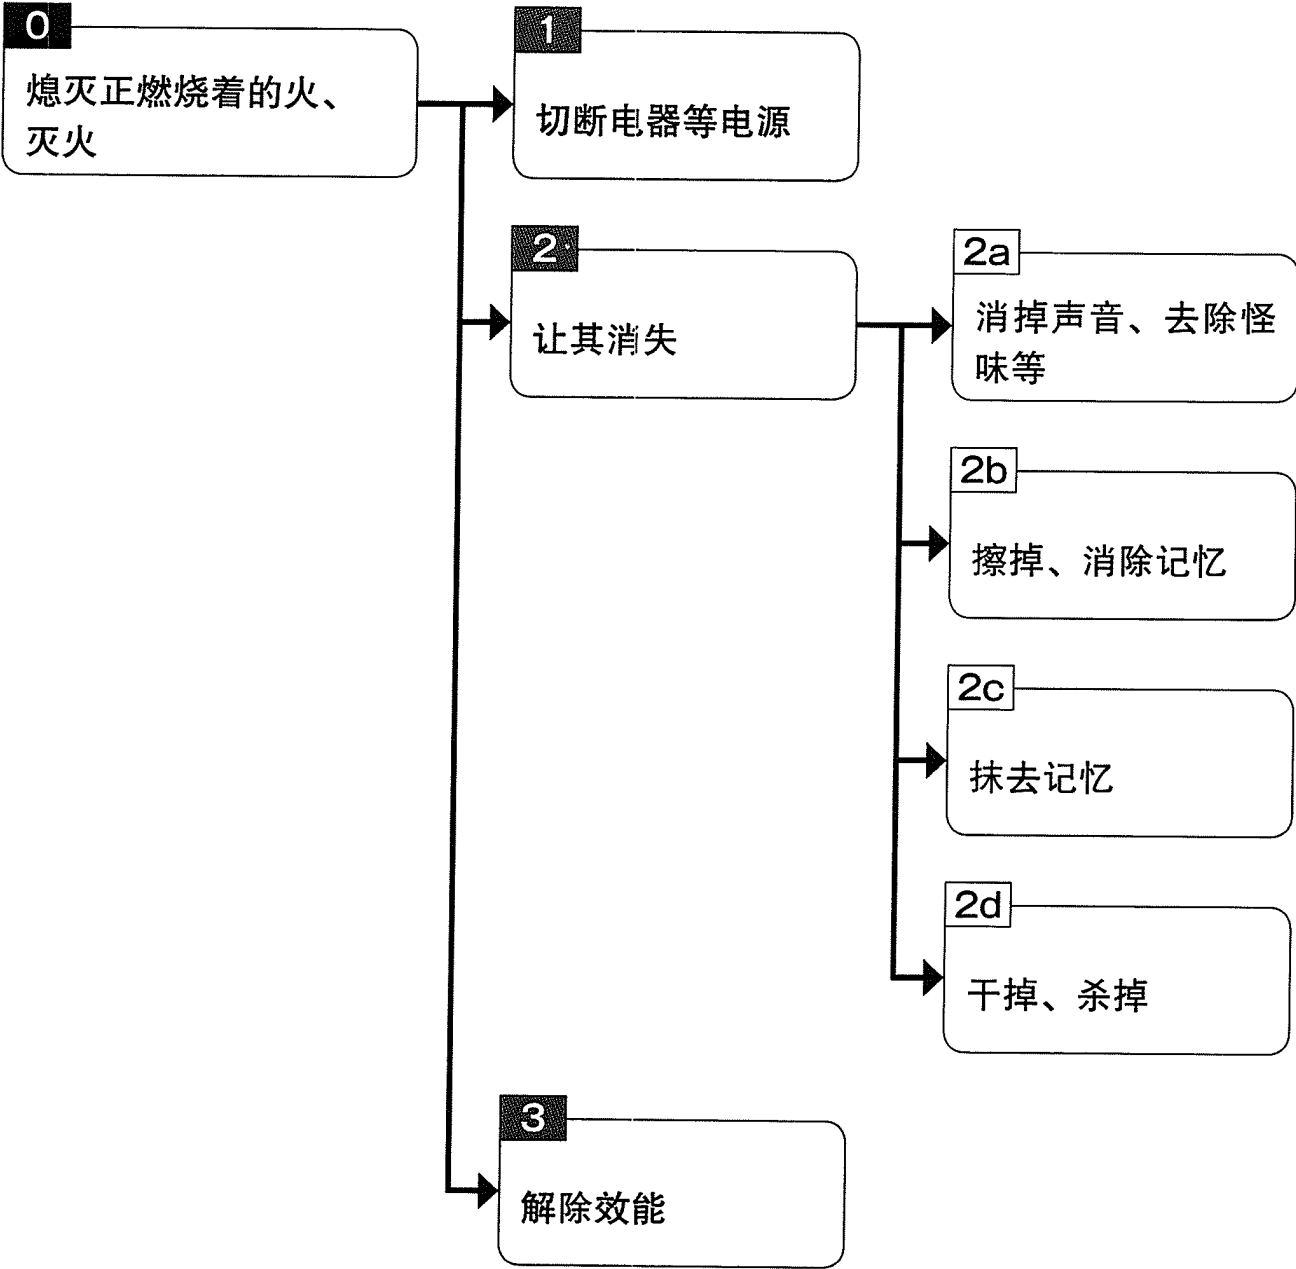 0
熄灭正燃烧着的火、
灭火
1
切断电器等电源
2
让其消失
2a
消掉声音、去除怪
味等
2b
擦掉、消除记忆
2c
抹去记忆
2d
干掉、杀掉
3
解除效能